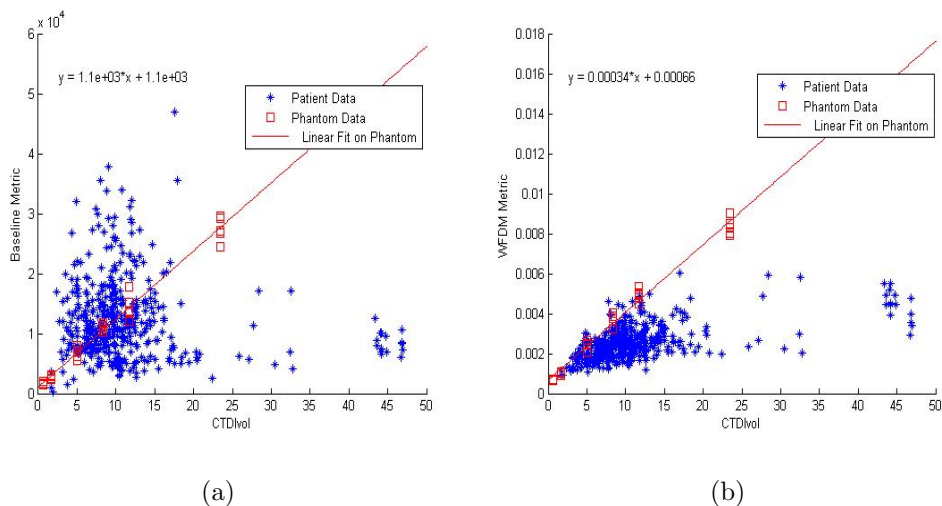 x 10⁴
6
5
4
3
2
1
0
0 5 10 15 20 25 30 35 40 45 50
Baseline Metric
CTDIvol
y = 1.1e+03*x + 1.1e+03
Patient Data
Phantom Data
Linear Fit on Phantom
(a)
0.018
0.016
0.014
0.012
0.01
0.008
0.006
0.004
0.002
0
0 5 10 15 20 25 30 35 40 45 50
WFDM Metric
CTDIvol
y = 0.00034*x + 0.00066
Patient Data
Phantom Data
Linear Fit on Phantom
(b)